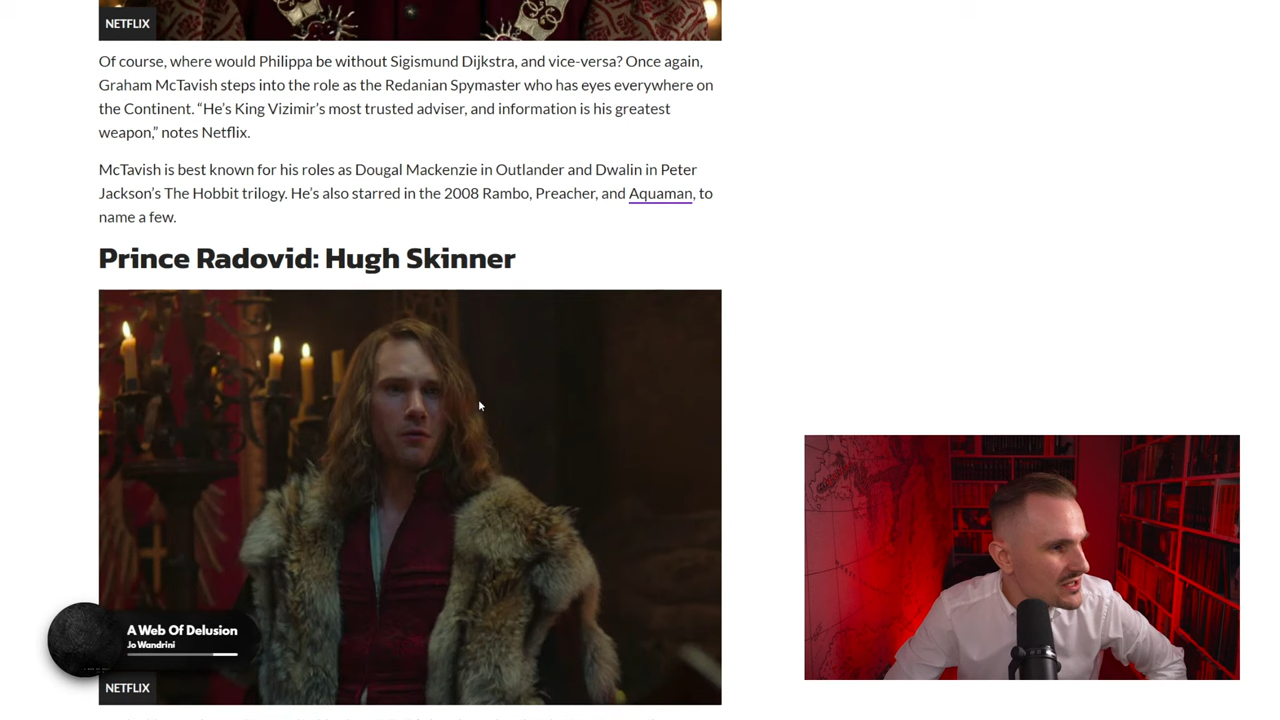 NETFLIX
Of course, where would Philippa be without Sigismund Dijkstra, and vice-versa? Once again,
Graham McTavish steps into the role as the Redanian Spymaster who has eyes everywhere on
the Continent. “He’s King Vizimir’s most trusted adviser, and information is his greatest
weapon,” notes Netflix.
McTavish is best known for his roles as Dougal Mackenzie in Outlander and Dwalin in Peter
Jackson’s The Hobbit trilogy. He’s also starred in the 2008 Rambo, Preacher, and Aquaman, to
name a few.
Prince Radovid: Hugh Skinner
A Web Of Delusion
Jo Wandrini
NETFLIX